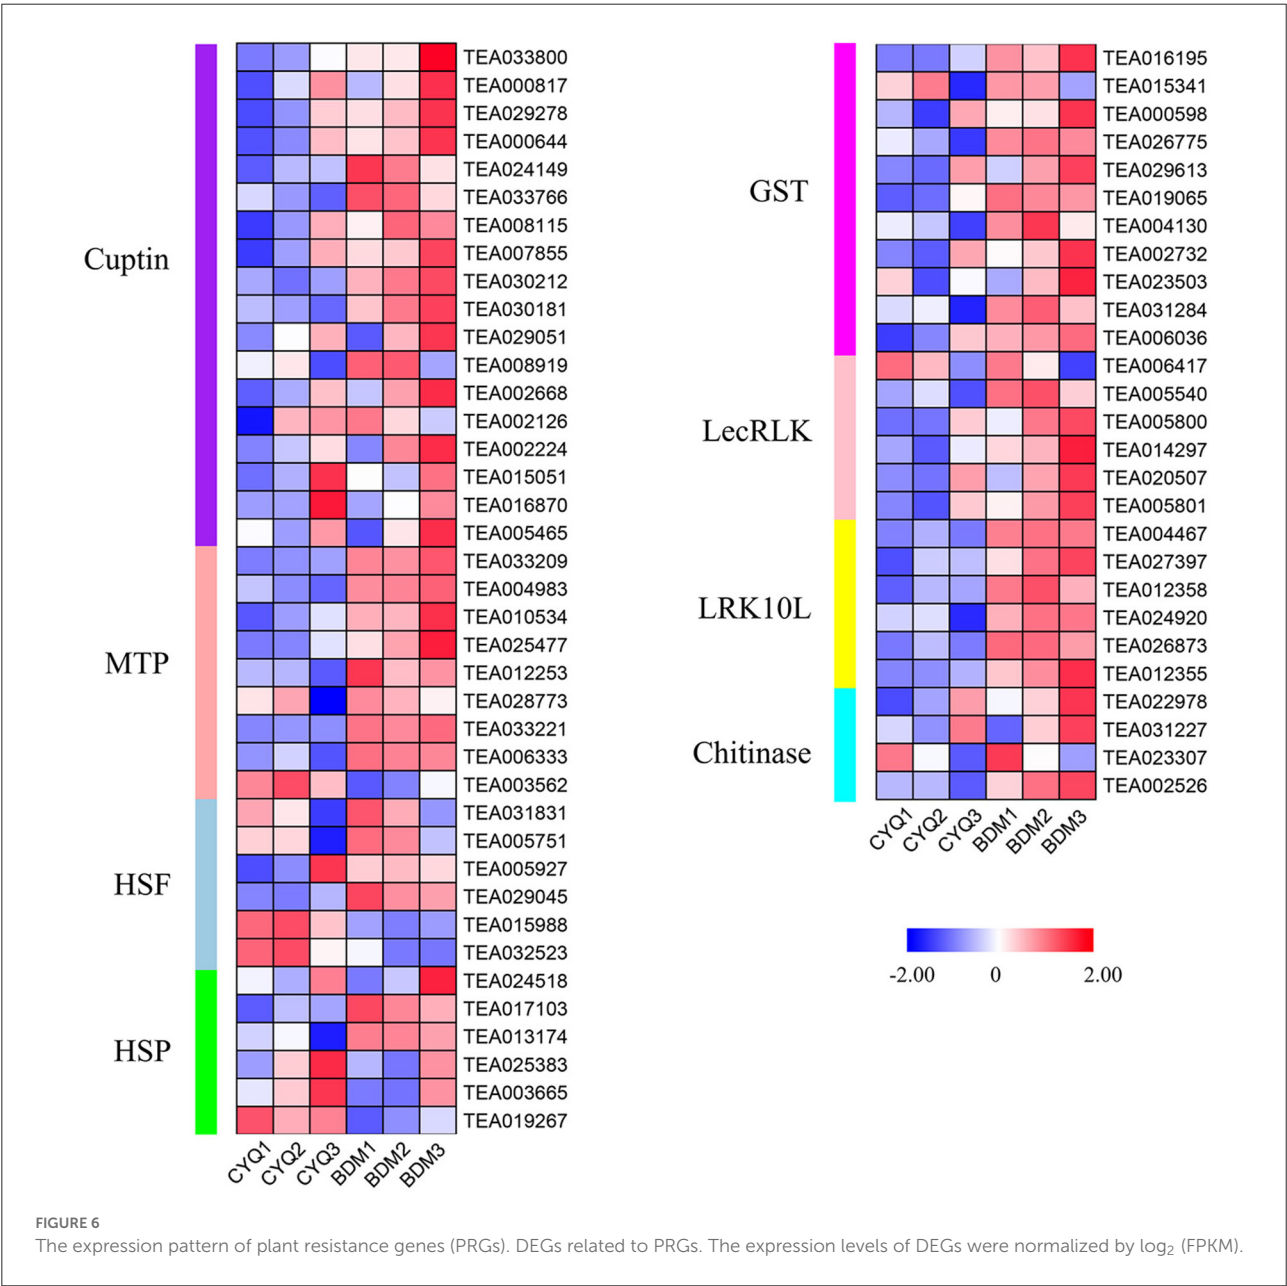 Cuptin
TEA033800
TEA000817
TEA029278
TEA000644
TEA024149
TEA033766
TEA008115
TEA007855
TEA030212
TEA030181
TEA029051
TEA008919
TEA002668
TEA002126
TEA002224
TEA015051
TEA016870
TEA005465
MTP
TEA033209
TEA004983
TEA010534
TEA025477
TEA012253
TEA028773
TEA033221
TEA006333
TEA003562
HSF
TEA031831
TEA005751
TEA005927
TEA029045
TEA015988
TEA032523
HSP
TEA024518
TEA017103
TEA013174
TEA025383
TEA003665
TEA019267
CYQ1 CYQ2 CYQ3 BDM1 BDM2 BDM3
GST
TEA016195
TEA015341
TEA000598
TEA026775
TEA029613
TEA019065
TEA004130
TEA002732
TEA023503
TEA031284
TEA006036
LecRLK
TEA006417
TEA005540
TEA005800
TEA014297
TEA020507
TEA005801
LRK10L
TEA004467
TEA027397
TEA012358
TEA024920
TEA026873
TEA012355
Chitinase
TEA022978
TEA031227
TEA023307
TEA002526
CYQ1 CYQ2 CYQ3 BDM1 BDM2 BDM3
-2.00 0 2.00
FIGURE 6
The expression pattern of plant resistance genes (PRGs). DEGs related to PRGs. The expression levels of DEGs were normalized by log₂ (FPKM).